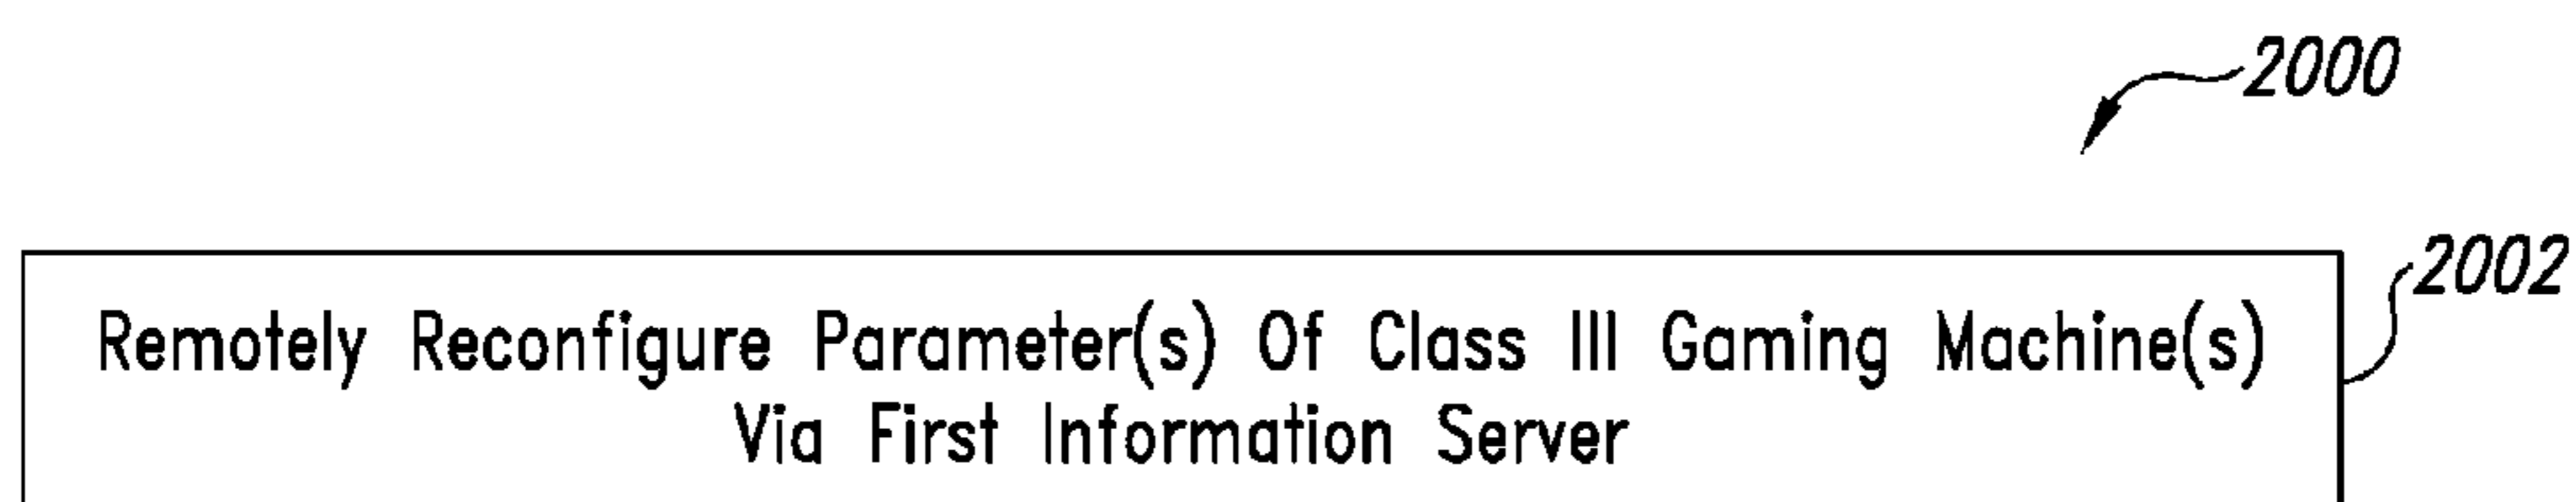 2000
2002
Remotely Reconfigure Parameter(s) Of Class III Gaming Machine(s)
Via First Information Server